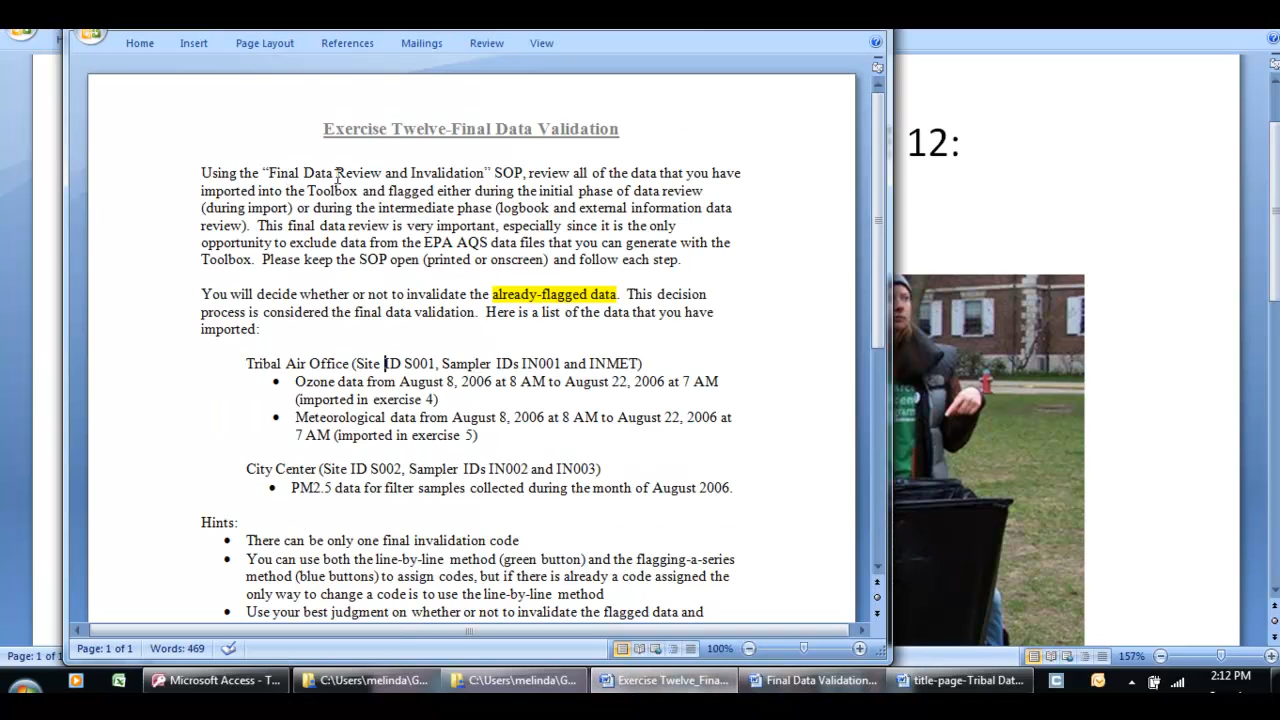 Home Insert Page Layout References Mailings Review View
12:
Exercise Twelve-Final Data Validation
Using the “Final Data Review and Invalidation” SOP, review all of the data that you have
imported into the Toolbox and flagged either during the initial phase of data review
(during import) or during the intermediate phase (logbook and external information data
review). This final data review is very important, especially since it is the only
opportunity to exclude data from the EPA AQS data files that you can generate with the
Toolbox. Please keep the SOP open (printed or onscreen) and follow each step.
You will decide whether or not to invalidate the already-flagged data. This decision
process is considered the final data validation. Here is a list of the data that you have
imported:
Tribal Air Office (Site ID S001, Sampler IDs IN001 and INMET)
• Ozone data from August 8, 2006 at 8 AM to August 22, 2006 at 7 AM
(imported in exercise 4)
• Meteorological data from August 8, 2006 at 8 AM to August 22, 2006 at
7 AM (imported in exercise 5)
City Center (Site ID S002, Sampler IDs IN002 and IN003)
• PM2.5 data for filter samples collected during the month of August 2006.
Hints:
• There can be only one final invalidation code
• You can use both the line-by-line method (green button) and the flagging-a-series
method (blue buttons) to assign codes, but if there is already a code assigned the
only way to change a code is to use the line-by-line method
• Use your best judgment on whether or not to invalidate the flagged data and
Page: 1 of 1 Words: 469 100%
Page: 1 of 1 157%
Microsoft Access - T... C:\Users\melinda\G... C:\Users\melinda\G... Exercise Twelve_Fina... Final Data Validation... title-page-Tribal Dat... 2:12 PM